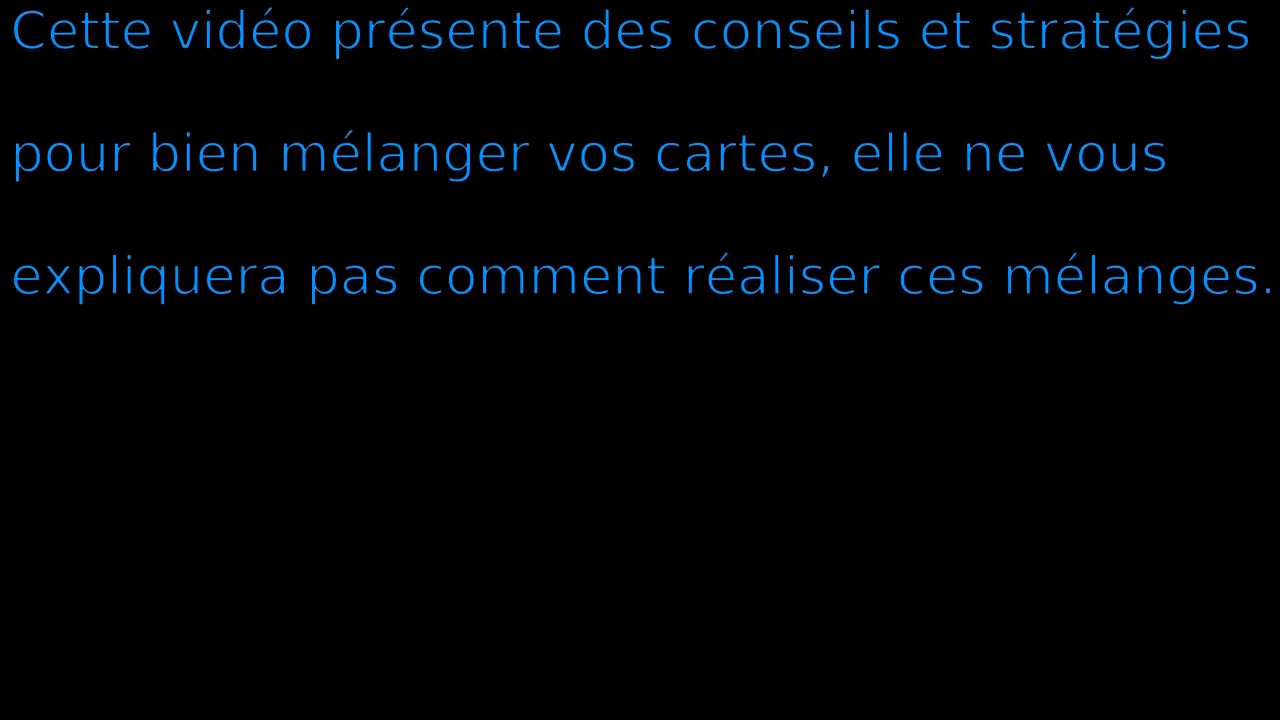 Cette vidéo présente des conseils et stratégies
pour bien mélanger vos cartes, elle ne vous
expliquera pas comment réaliser ces mélanges.